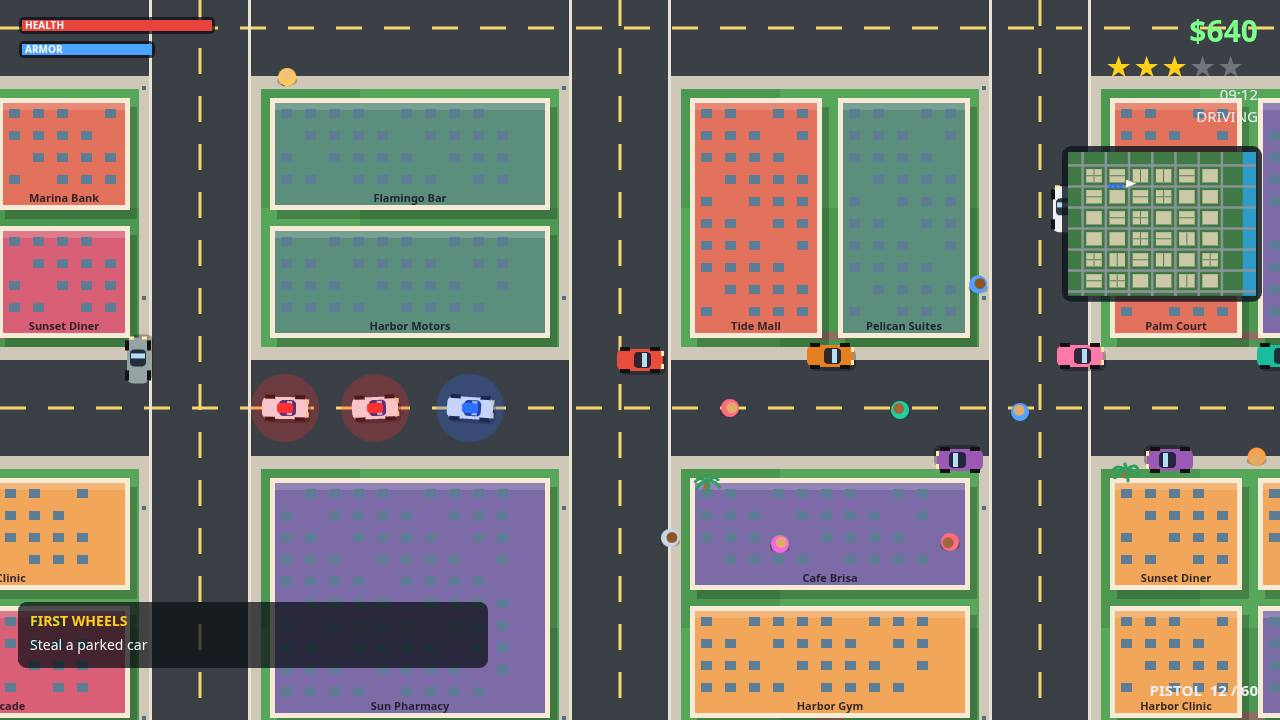 HEALTH
$640
ARMOR
09:12
DRIVING
Marina Bank
Flamingo Bar
Sunset Diner
Harbor Motors
Tide Mall
Pelican Suites
Palm Court
Clinic
Cafe Brisa
Sunset Diner
FIRST WHEELS
Steal a parked car
PISTOL 12 / 60
cade
Sun Pharmacy
Harbor Gym
Harbor Clinic